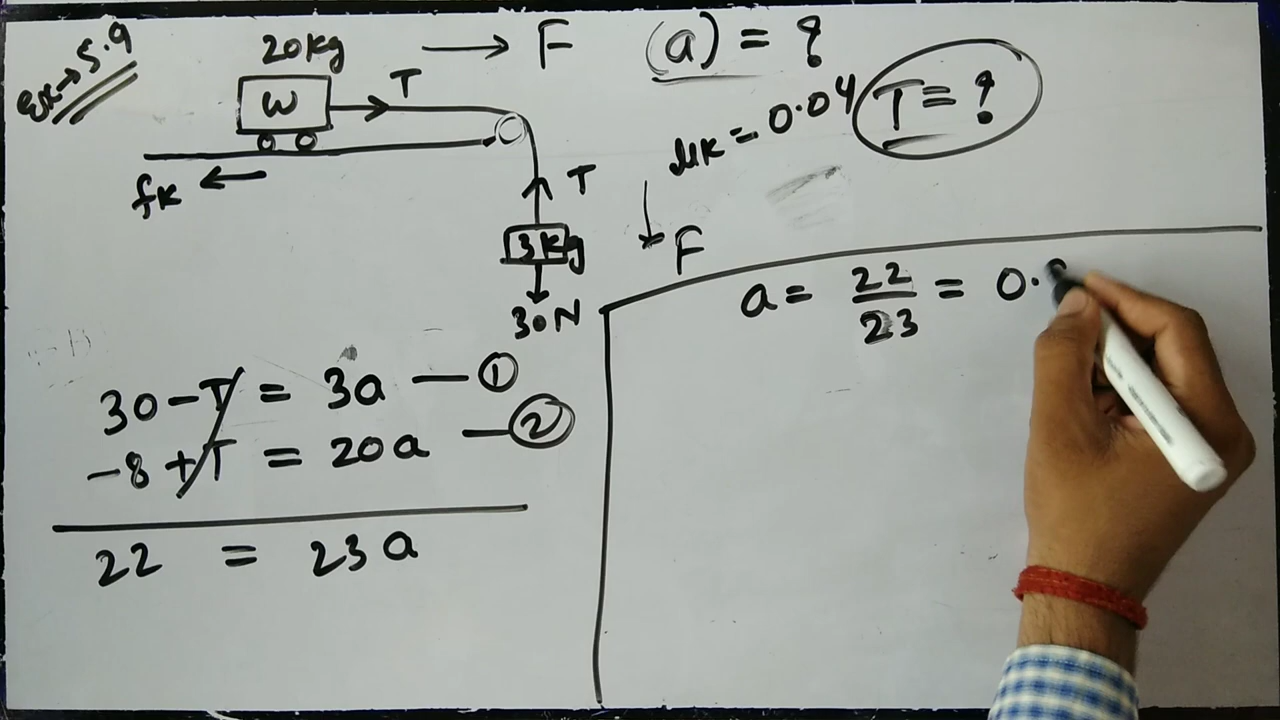 Ex→5.9
20kg
W
T
→ F
(a) = ?
μk = 0.04
T = ?
fk ←
T
3kg
30N
↓ F
30 - T = 3a — ①
-8 + T = 20a — ②
22 = 23a
a = 22/23 = 0.